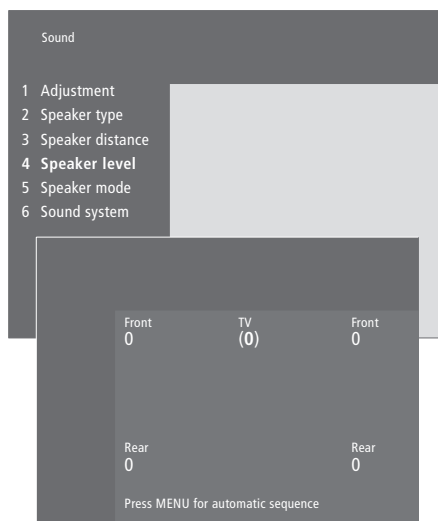 Sound
1 Adjustment
2 Speaker type
3 Speaker distance
4 Speaker level
5 Speaker mode
6 Sound system
Front TV Front
0 (0) 0
Rear Rear
0 0
Press MENU for automatic sequence